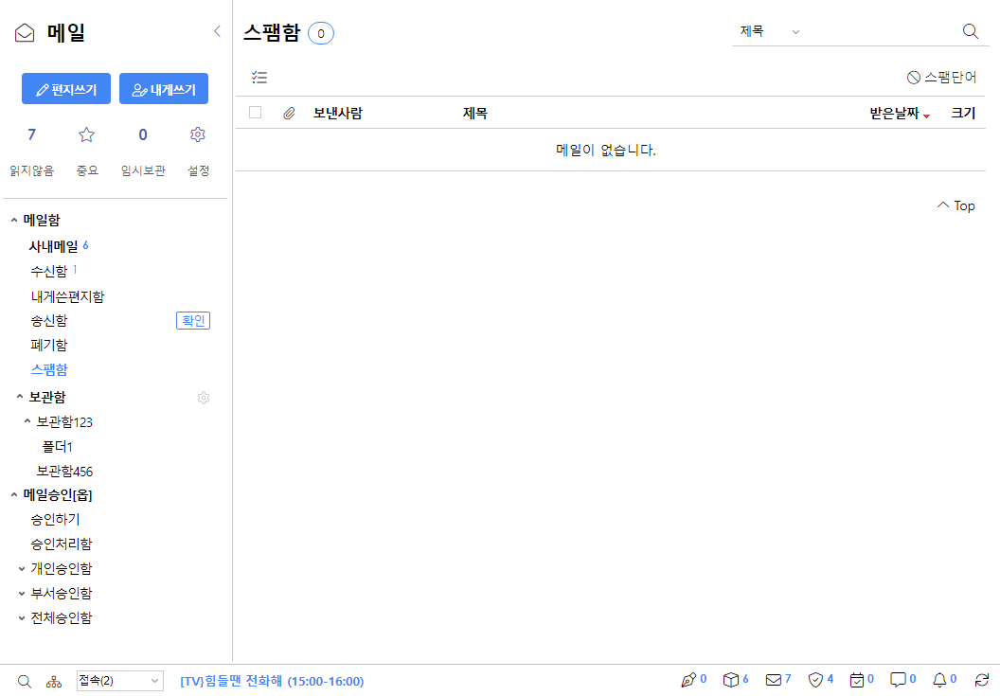 메일
편지쓰기 내게쓰기
7 0
읽지않음 중요 임시보관 설정
메일함
사내메일 6
수신함 1
내게쓴편지함
송신함 확인
폐기함
스팸함
보관함
보관함123
폴더1
보관함456
메일승인[옵]
승인하기
승인처리함
개인승인함
부서승인함
전체승인함
스팸함 0
제목
스팸단어
보낸사람 제목 받은날짜 크기
메일이 없습니다.
Top
접속(2) [TV}힘들땐 전화해 (15:00-16:00) 0 6 7 4 0 0 0